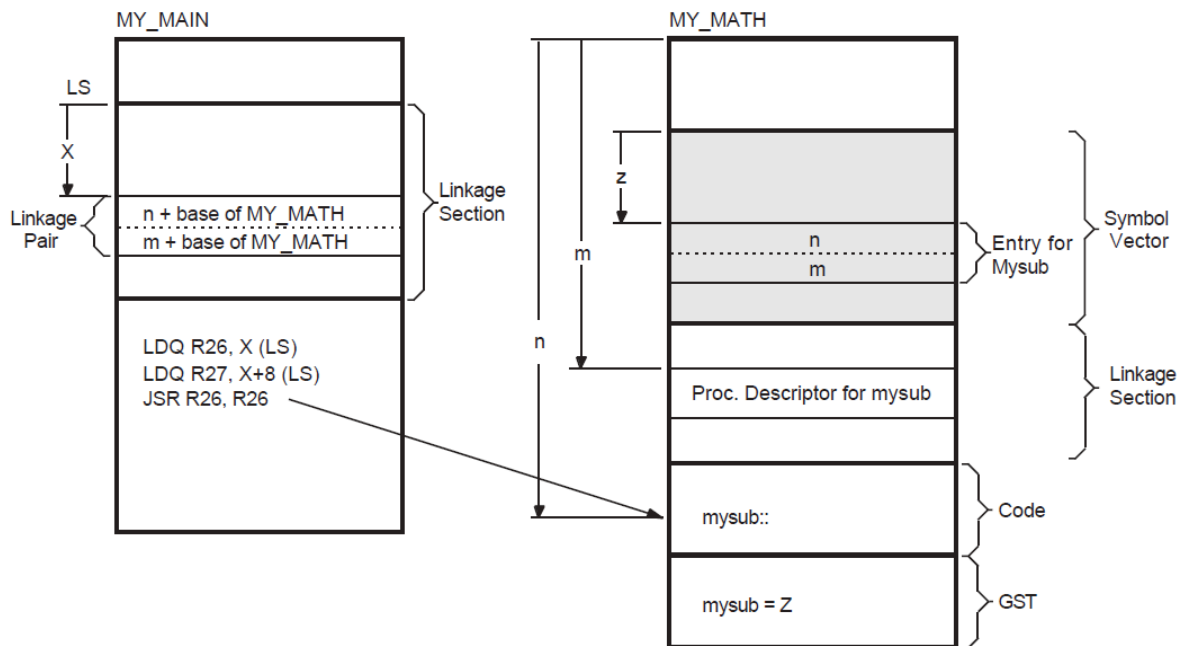 MY_MAIN
LS
X
Linkage
Pair
n + base of MY_MATH
m + base of MY_MATH
Linkage
Section
LDQ R26, X (LS)
LDQ R27, X+8 (LS)
JSR R26, R26
MY_MATH
n
m
z
n
m
Entry for
Mysub
Symbol
Vector
Proc. Descriptor for mysub
Linkage
Section
mysub::
Code
mysub = Z
GST